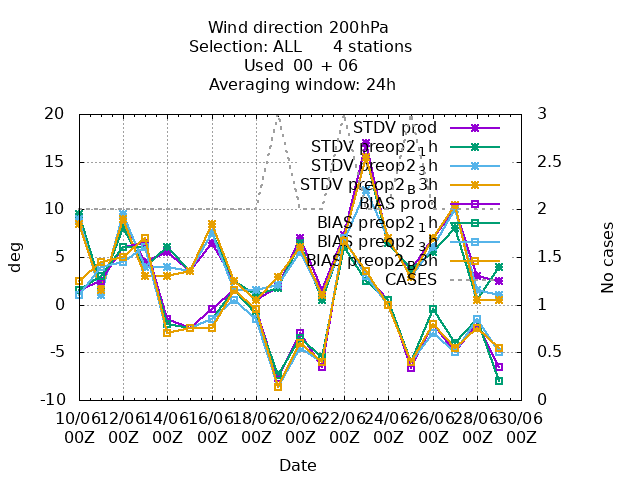 Wind direction 200hPa
Selection: ALL 4 stations
Used 00 + 06
Averaging window: 24h
20
15
10
5
0
-5
-10
deg
3
2.5
2
1.5
1
0.5
0
No cases
STDV prod
STDV preop2_1h
STDV preop2_3h
STDV preop2_B3h
BIAS prod
BIAS preop2_1h
BIAS preop2_3h
BIAS preop2_B3h
CASES
10/06 12/06 14/06 16/06 18/06 20/06 22/06 24/06 26/06 28/06 30/06
00Z 00Z 00Z 00Z 00Z 00Z 00Z 00Z 00Z 00Z 00Z
Date